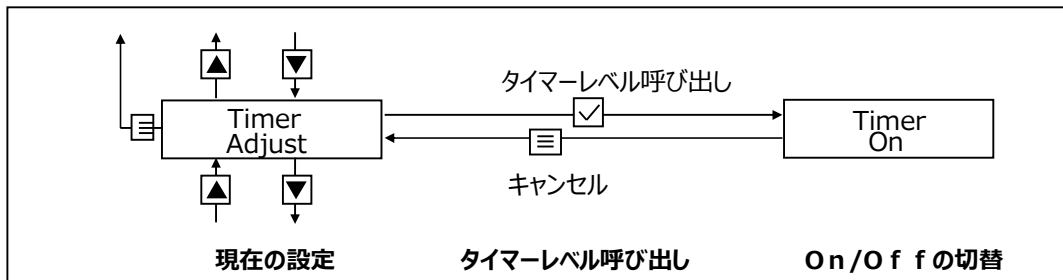 タイマーレベル呼び出し
Timer
Adjust
Timer
On
キャンセル
現在の設定 タイマーレベル呼び出し On/Offの切替